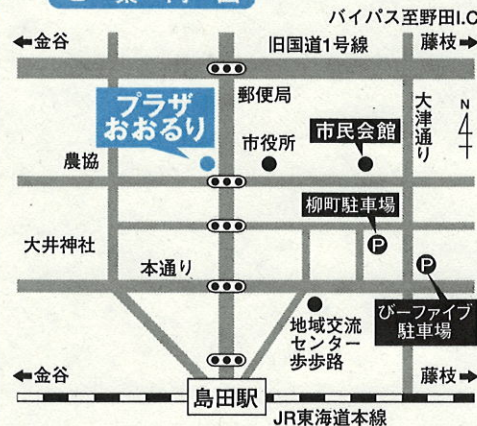 バイパス至野田I.C
←金谷
旧国道1号線
藤枝→
郵便局
プラザ
おおるり
大津通り
N
市役所
市民会館
農協
柳町駐車場
P
大井神社
本通り
P
びーファイブ
駐車場
地域交流
センター
歩歩路
←金谷
藤枝→
島田駅
JR東海道本線